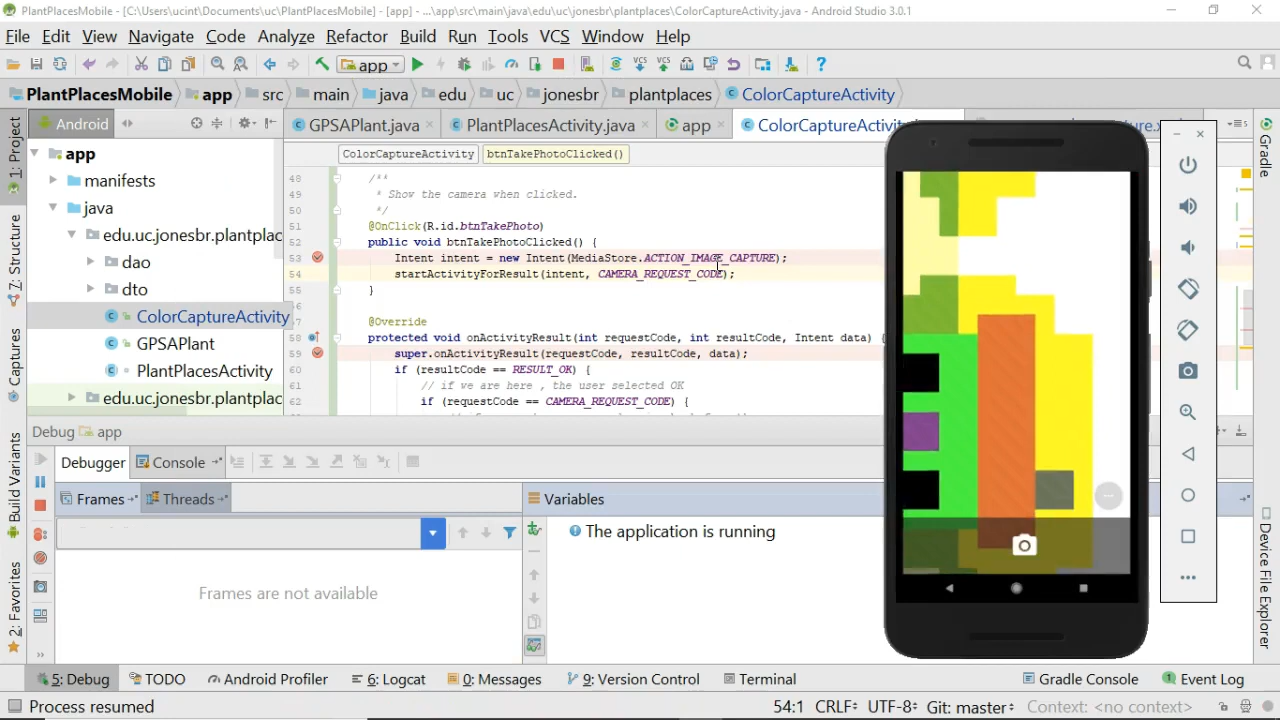 PlantPlacesMobile - [C:\Users\ucint\Documents\uc\PlantPlacesMobile] - [app] - ...\app\src\main\java\edu\uc\jonesbr\plantplaces\ColorCaptureActivity.java - Android Studio 3.0.1
File Edit View Navigate Code Analyze Refactor Build Run Tools VCS Window Help
app
PlantPlacesMobile app src main java edu uc jonesbr plantplaces ColorCaptureActivity
Android GPSAPlant.java PlantPlacesActivity.java app ColorCaptureActivity
ColorCaptureActivity btnTakePhotoClicked()
1: Project
Z: Structure
Captures
Build Variants
2: Favorites
app
manifests
java
edu.uc.jonesbr.plantplac
dao
dto
ColorCaptureActivity
GPSAPlant
PlantPlacesActivity
edu.uc.jonesbr.plantplac
48 /**
49 * Show the camera when clicked.
50 */
51 @OnClick(R.id.btnTakePhoto)
52 public void btnTakePhotoClicked() {
53 Intent intent = new Intent(MediaStore.ACTION_IMAGE_CAPTURE);
54 startActivityForResult(intent, CAMERA_REQUEST_CODE);
55 }
56
57 @Override
58 protected void onActivityResult(int requestCode, int resultCode, Intent data) {
59 super.onActivityResult(requestCode, resultCode, data);
60 if (resultCode == RESULT_OK) {
61 // if we are here , the user selected OK
62 if (requestCode == CAMERA_REQUEST_CODE) {
Gradle
Device File Explorer
Debug app
Debugger Console
Frames Threads Variables
The application is running
Frames are not available
5: Debug TODO Android Profiler 6: Logcat 0: Messages 9: Version Control Terminal Gradle Console Event Log
Process resumed 54:1 CRLF UTF-8 Git: master Context: <no context>